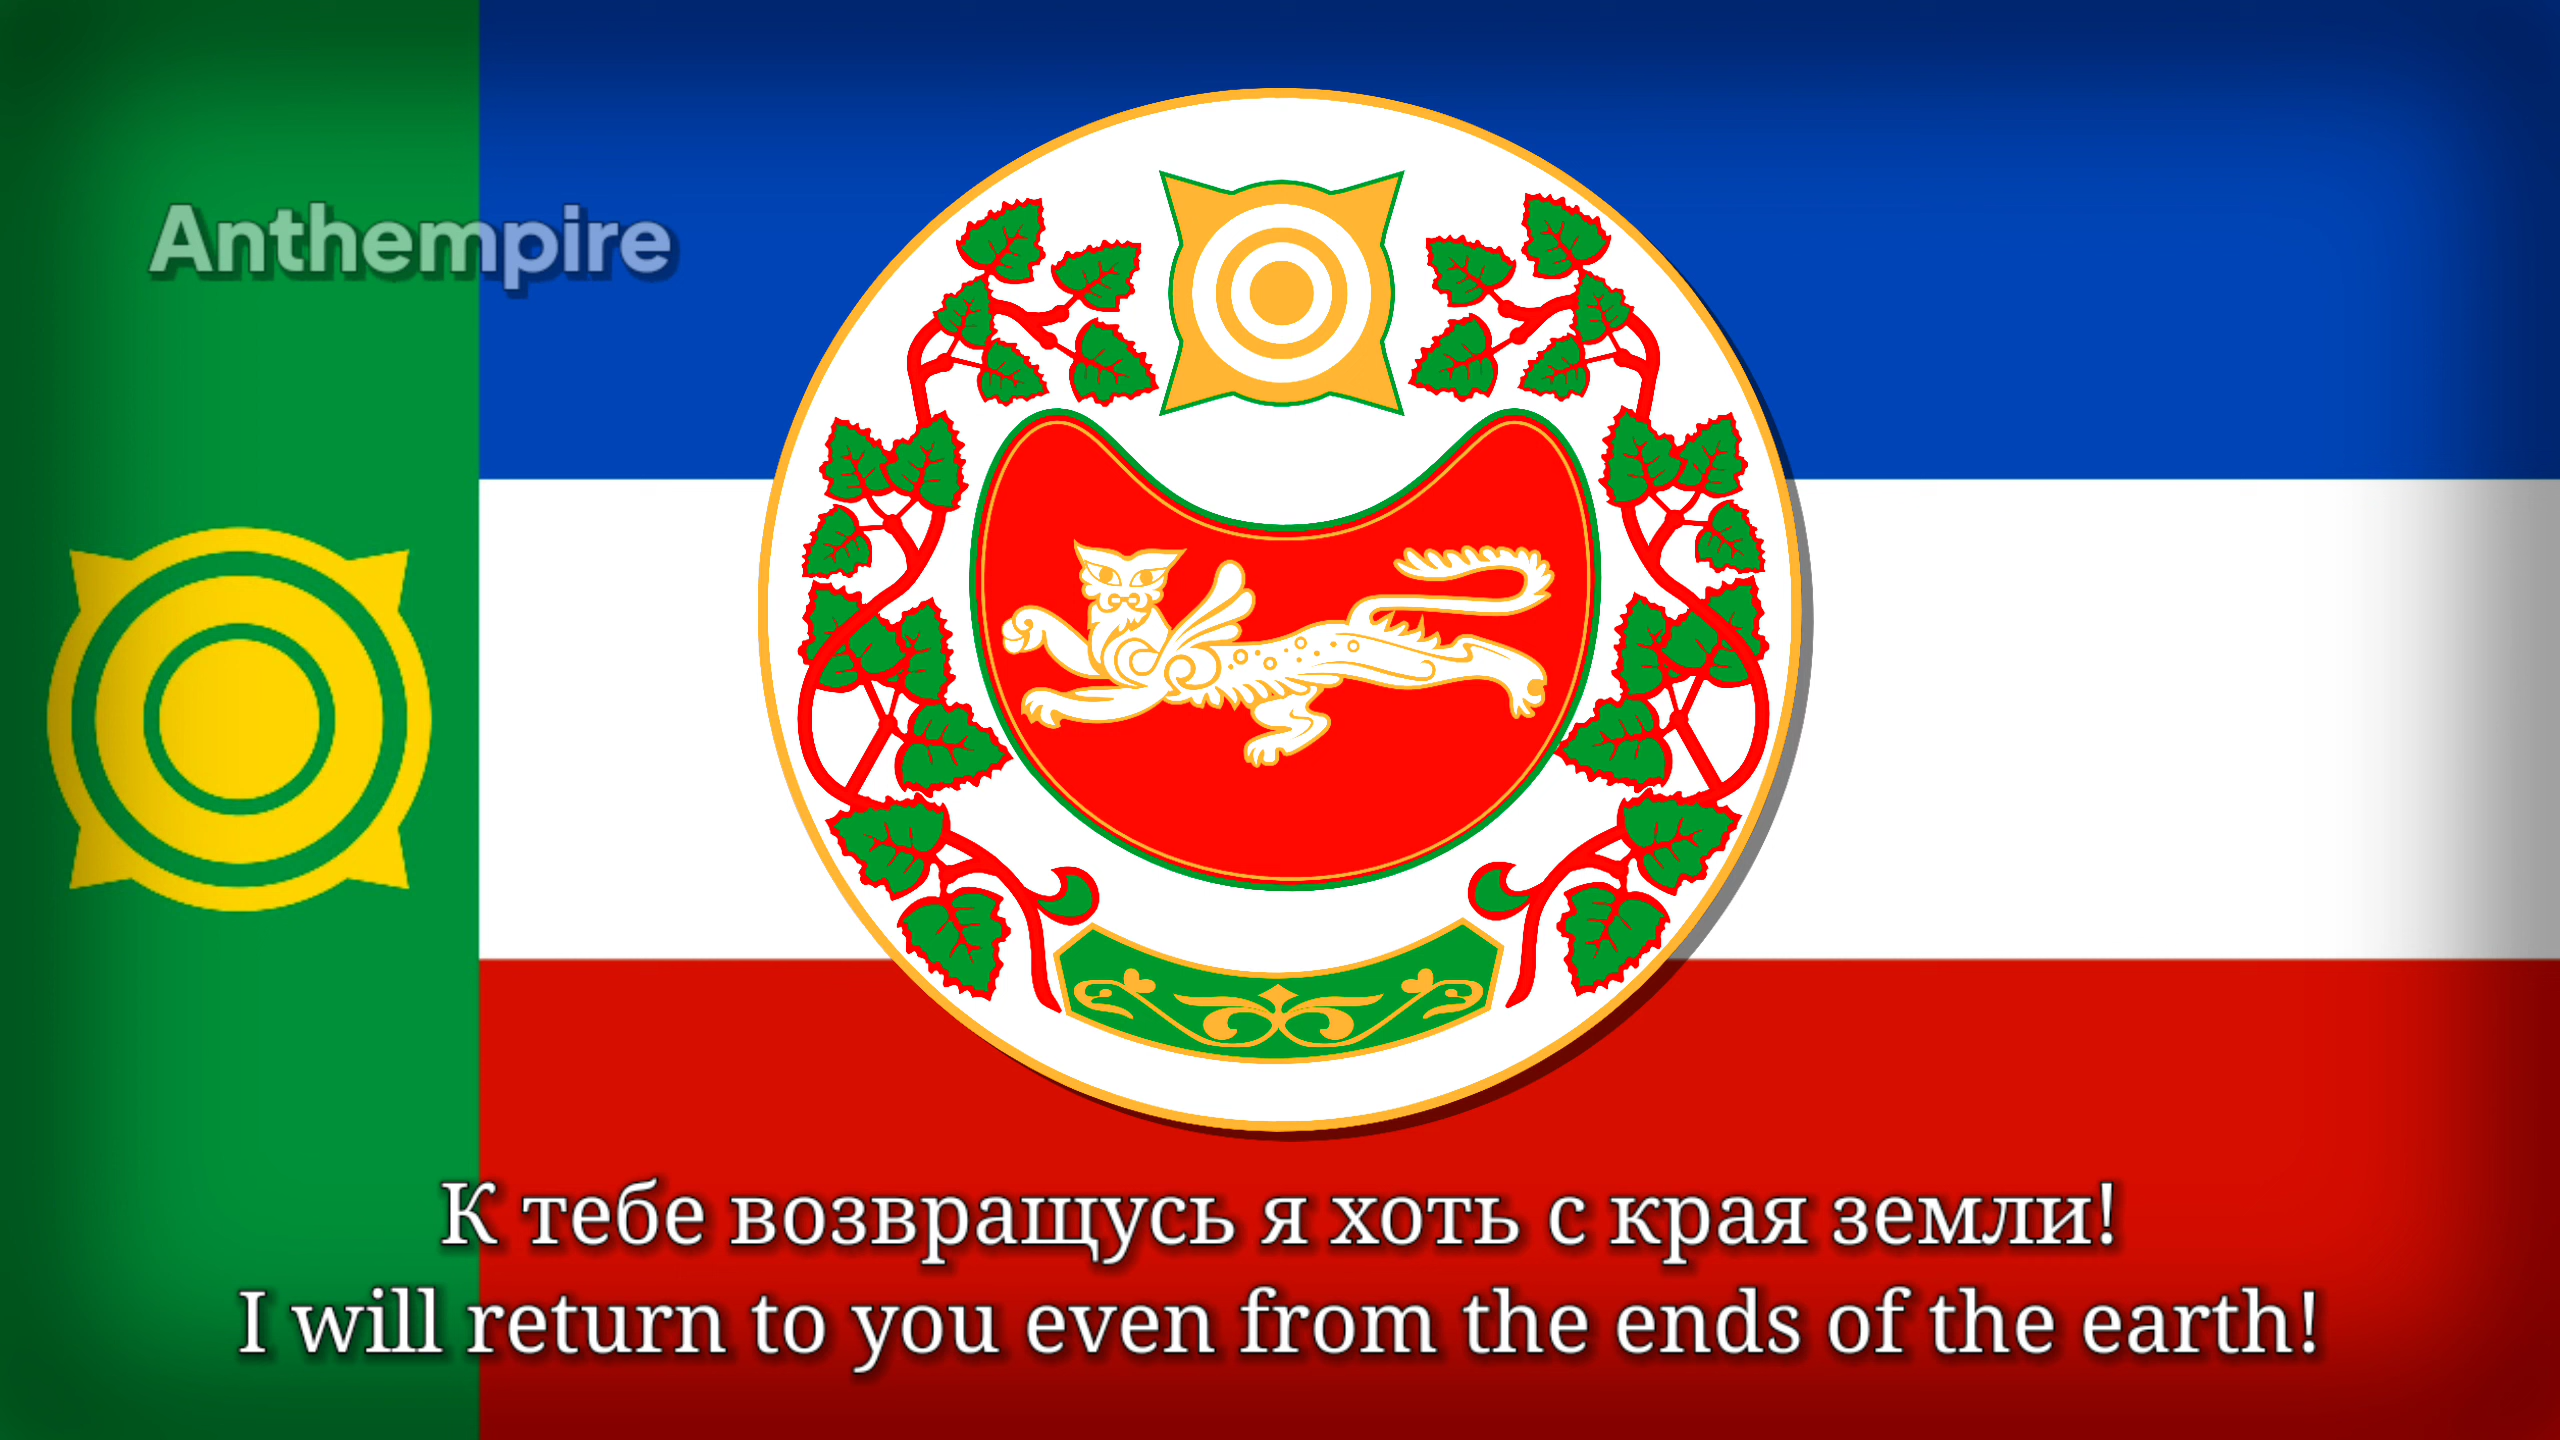 Anthempire
К тебе возвращусь я хоть с края земли!
I will return to you even from the ends of the earth!